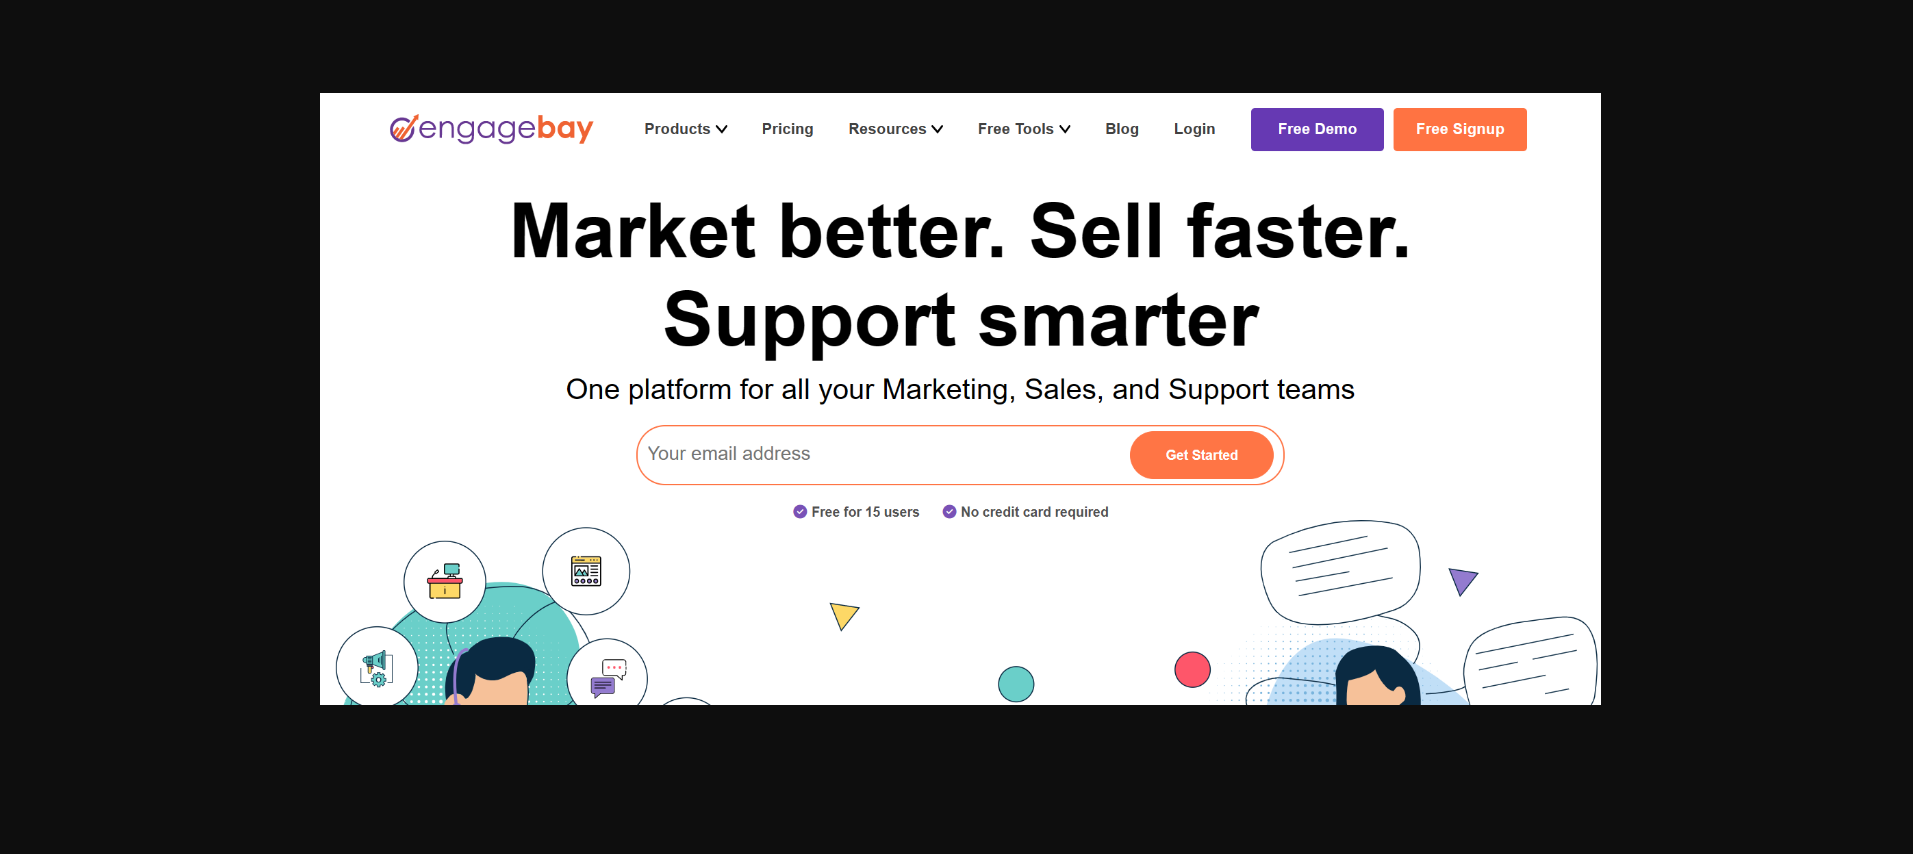 engagebay
Products Pricing Resources Free Tools Blog Login Free Demo Free Signup
Market better. Sell faster.
Support smarter
One platform for all your Marketing, Sales, and Support teams
Your email address Get Started
Free for 15 users No credit card required